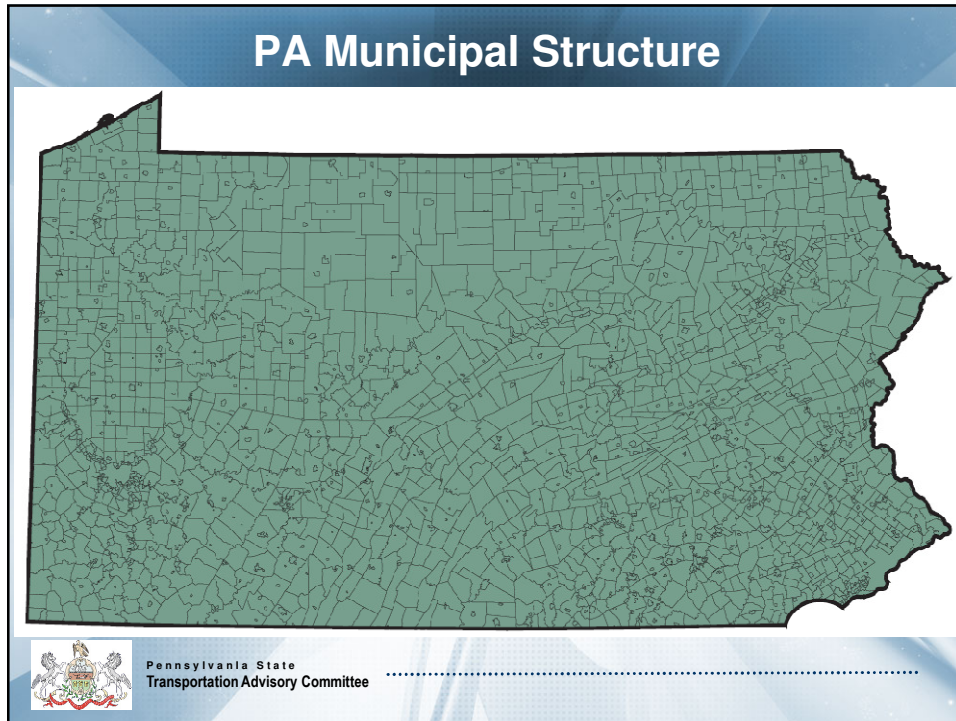 PA Municipal Structure
Pennsylvania State
Transportation Advisory Committee